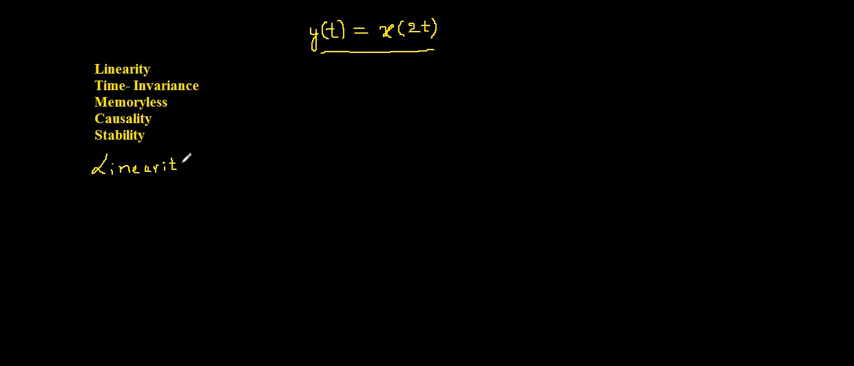 y(t) = x(2t)
Linearity
Time- Invariance
Memoryless
Causality
Stability
Linearit